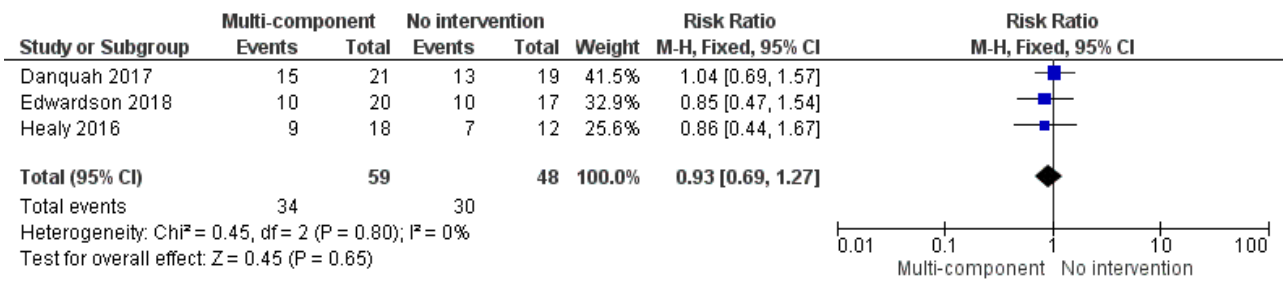 Multi-component No intervention Risk Ratio Risk Ratio
Study or Subgroup Events Total Events Total Weight M-H, Fixed, 95% CI M-H, Fixed, 95% CI
Danquah 2017 15 21 13 19 41.5% 1.04 [0.69, 1.57]
Edwardson 2018 10 20 10 17 32.9% 0.85 [0.47, 1.54]
Healy 2016 9 18 7 12 25.6% 0.86 [0.44, 1.67]
Total (95% CI) 59 48 100.0% 0.93 [0.69, 1.27]
Total events 34 30
Heterogeneity: Chi² = 0.45, df = 2 (P = 0.80); I² = 0%
Test for overall effect: Z = 0.45 (P = 0.65)
0.01 0.1 1 10 100
Multi-component No intervention